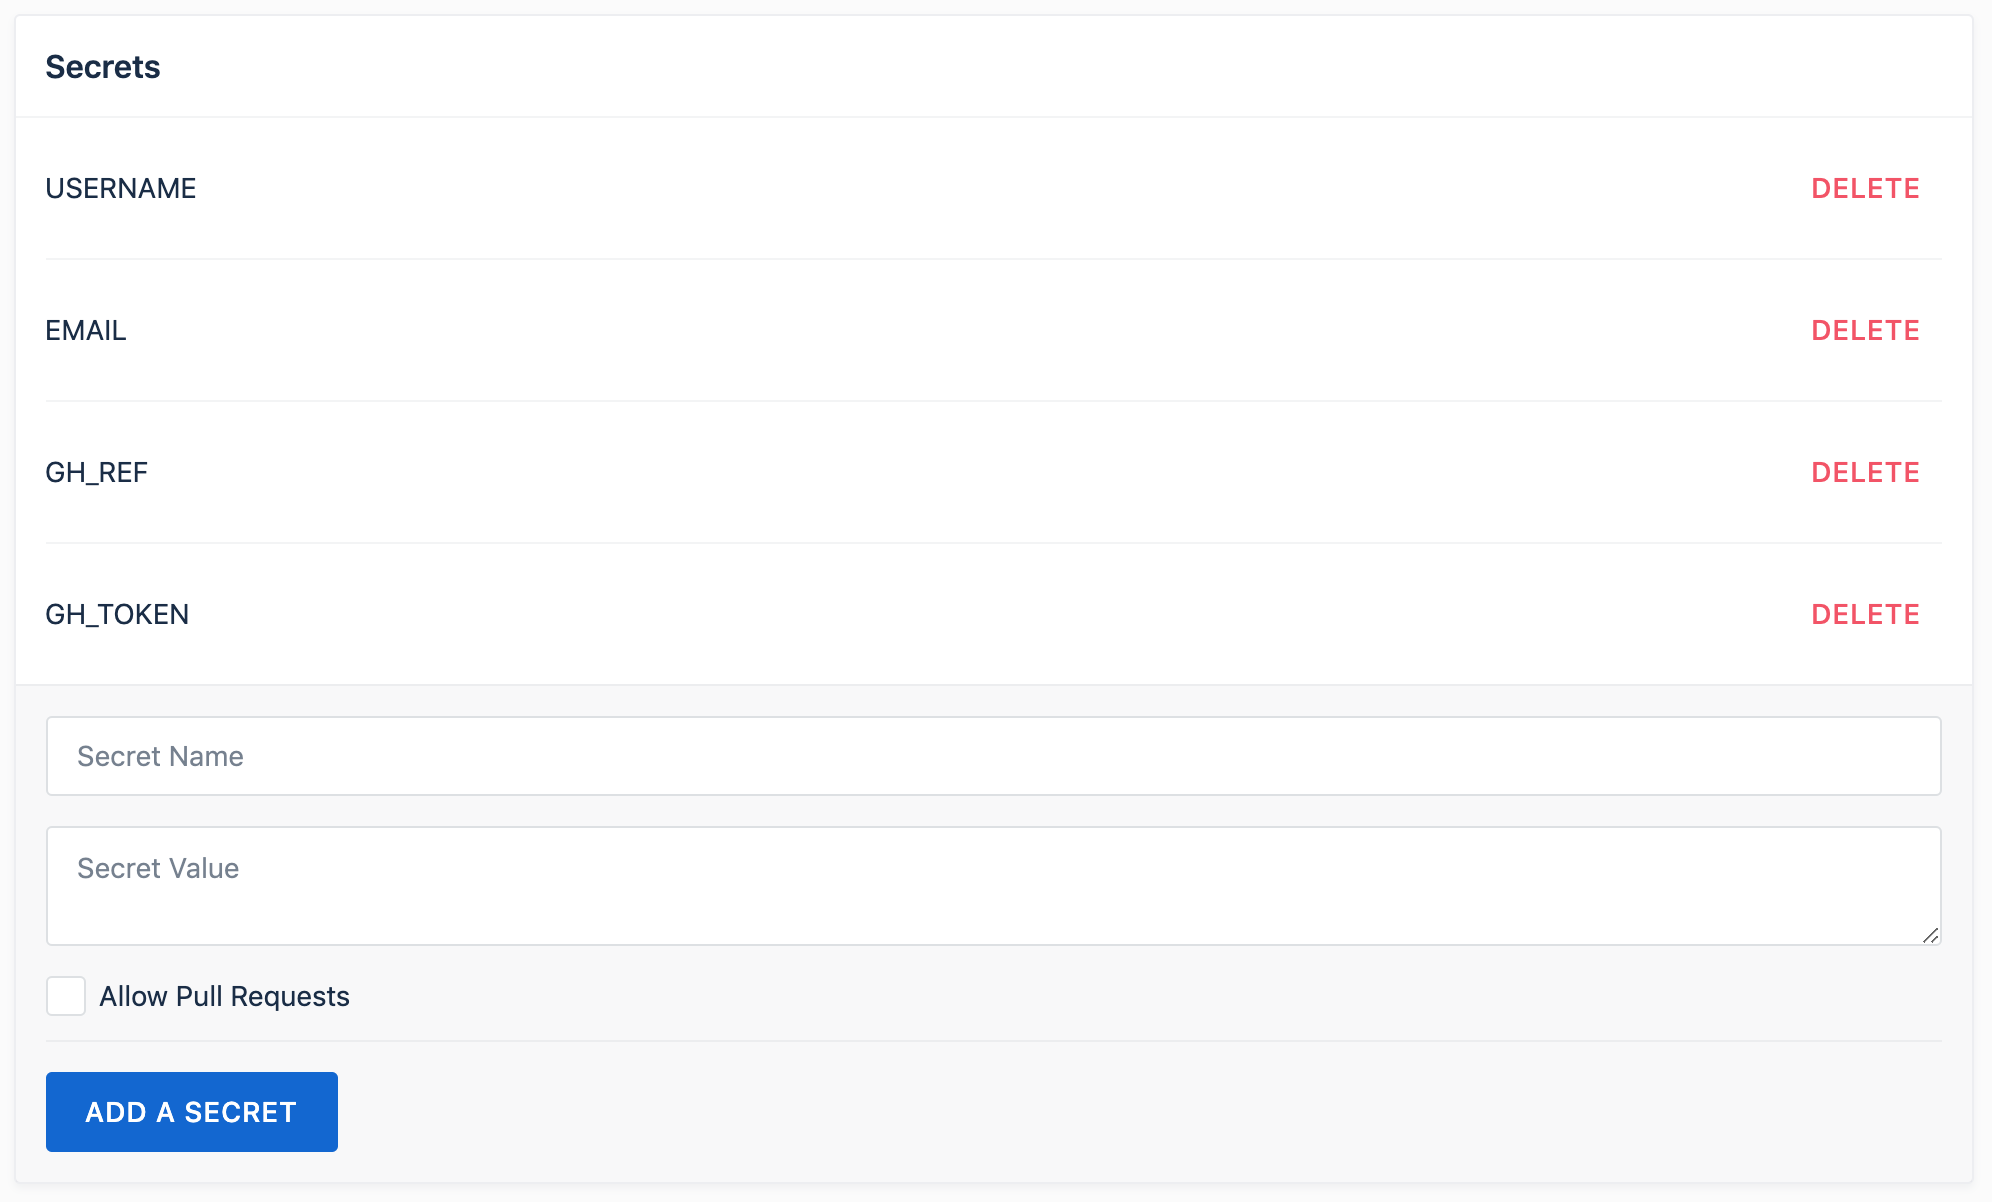 Secrets
USERNAME DELETE
EMAIL DELETE
GH_REF DELETE
GH_TOKEN DELETE
Secret Name
Secret Value
Allow Pull Requests
ADD A SECRET